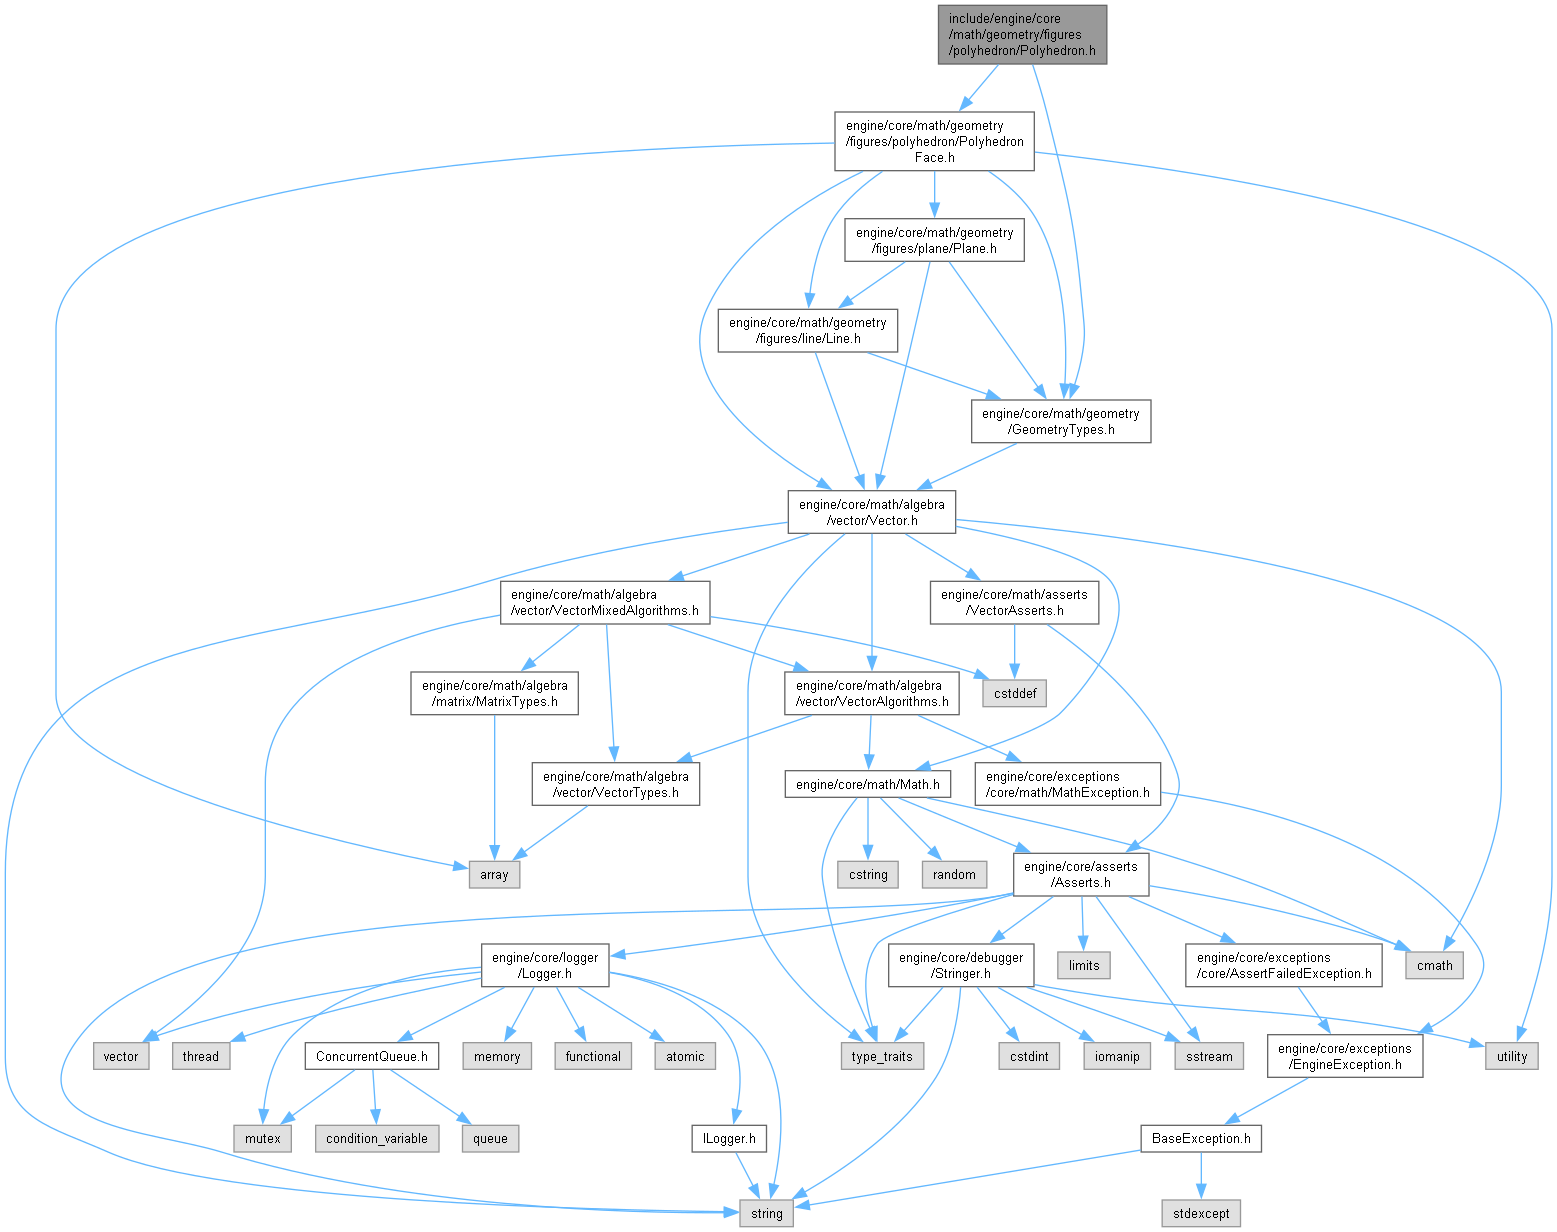 include/engine/core
/math/geometry/figures
/polyhedron/Polyhedron.h
engine/core/math/geometry
/figures/polyhedron/Polyhedron
Face.h
engine/core/math/geometry
/figures/plane/Plane.h
engine/core/math/geometry
/figures/line/Line.h
engine/core/math/geometry
/GeometryTypes.h
engine/core/math/algebra
/vector/Vector.h
engine/core/math/algebra
/vector/VectorMixedAlgorithms.h
engine/core/math/asserts
/VectorAsserts.h
engine/core/math/algebra
/matrix/MatrixTypes.h
engine/core/math/algebra
/vector/VectorAlgorithms.h
cstddef
engine/core/math/algebra
/vector/VectorTypes.h
engine/core/math/Math.h
engine/core/exceptions
/core/math/MathException.h
array
cstring
random
engine/core/asserts
/Asserts.h
engine/core/logger
/Logger.h
engine/core/debugger
/Stringer.h
limits
engine/core/exceptions
/core/AssertFailedException.h
cmath
vector
thread
ConcurrentQueue.h
memory
functional
atomic
type_traits
cstdint
iomanip
sstream
engine/core/exceptions
/EngineException.h
utility
mutex
condition_variable
queue
ILogger.h
BaseException.h
string
stdexcept